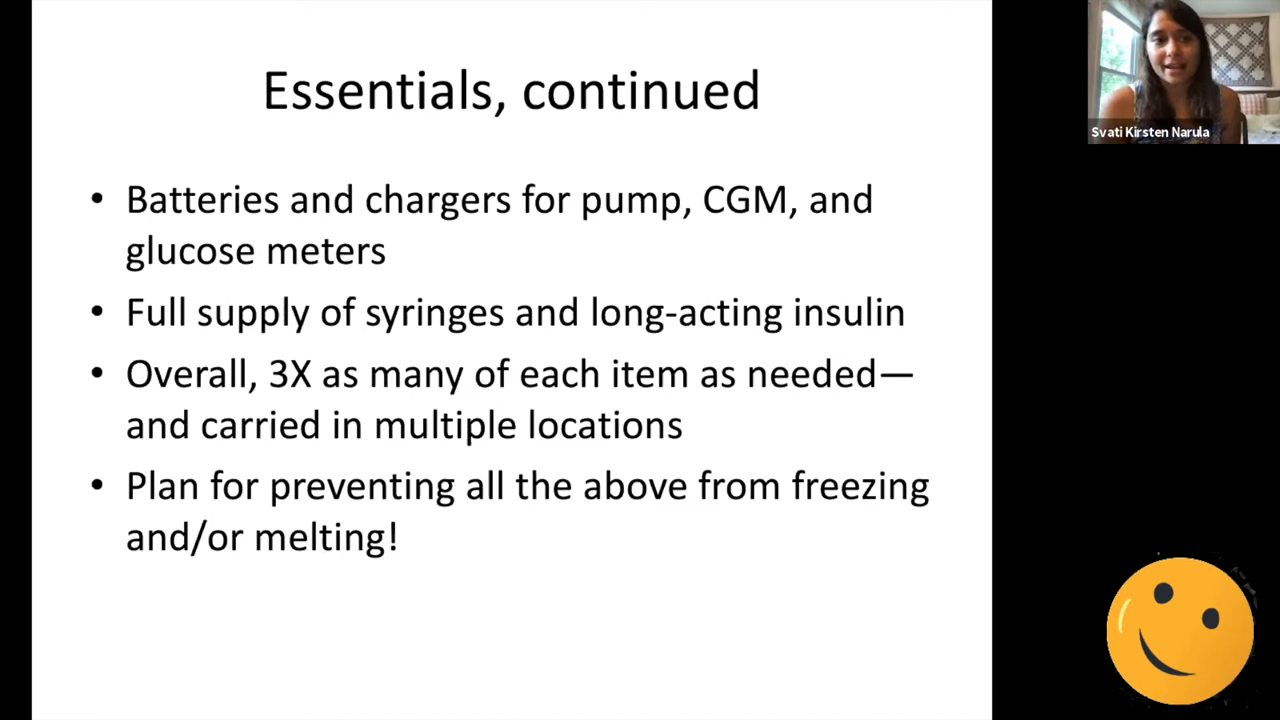 Essentials, continued
• Batteries and chargers for pump, CGM, and
glucose meters
• Full supply of syringes and long-acting insulin
• Overall, 3X as many of each item as needed—
and carried in multiple locations
• Plan for preventing all the above from freezing
and/or melting!
Svati Kirsten Narula